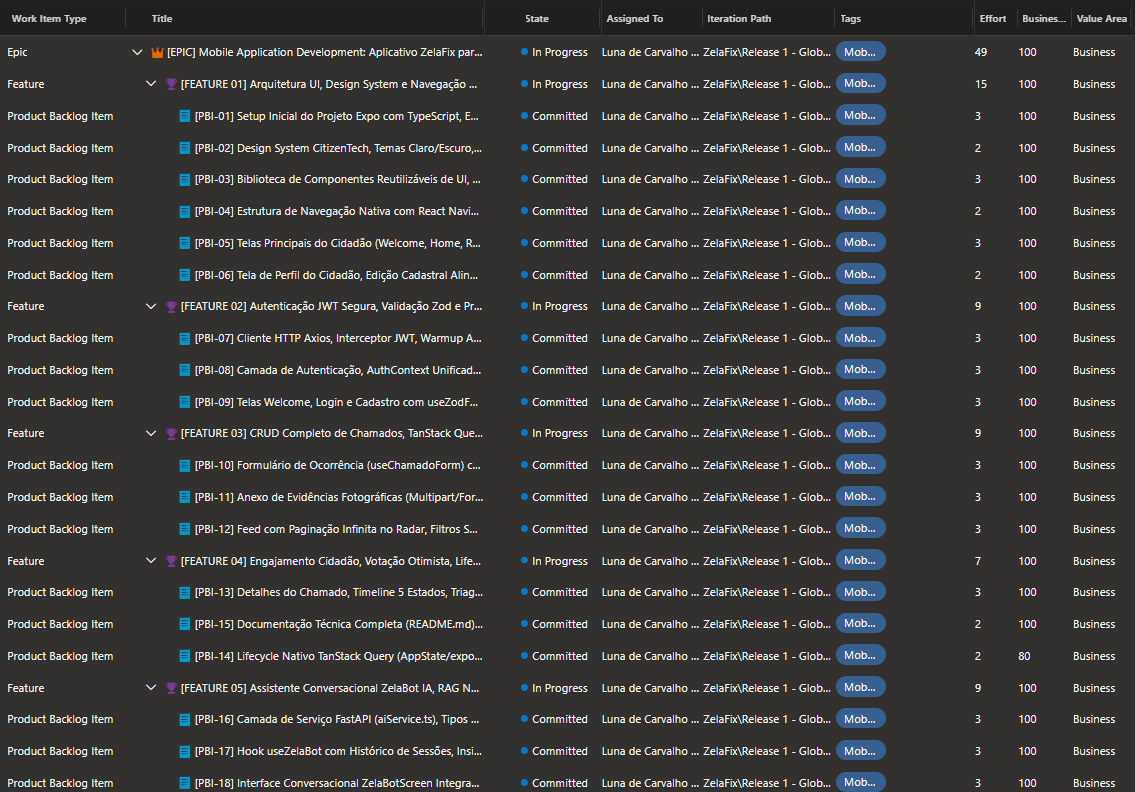 Work Item Type Title State Assigned To Iteration Path Tags Effort Busines... Value Area
Epic [EPIC] Mobile Application Development: Aplicativo ZelaFix par... In Progress Luna de Carvalho ... ZelaFix\Release 1 - Glob... Mob... 49 100 Business
Feature [FEATURE 01] Arquitetura UI, Design System e Navegação ... In Progress Luna de Carvalho ... ZelaFix\Release 1 - Glob... Mob... 15 100 Business
Product Backlog Item [PBI-01] Setup Inicial do Projeto Expo com TypeScript, E... Committed Luna de Carvalho ... ZelaFix\Release 1 - Glob... Mob... 3 100 Business
Product Backlog Item [PBI-02] Design System CitizenTech, Temas Claro/Escuro,... Committed Luna de Carvalho ... ZelaFix\Release 1 - Glob... Mob... 2 100 Business
Product Backlog Item [PBI-03] Biblioteca de Componentes Reutilizáveis de UI, ... Committed Luna de Carvalho ... ZelaFix\Release 1 - Glob... Mob... 3 100 Business
Product Backlog Item [PBI-04] Estrutura de Navegação Nativa com React Navi... Committed Luna de Carvalho ... ZelaFix\Release 1 - Glob... Mob... 2 100 Business
Product Backlog Item [PBI-05] Telas Principais do Cidadão (Welcome, Home, R... Committed Luna de Carvalho ... ZelaFix\Release 1 - Glob... Mob... 3 100 Business
Product Backlog Item [PBI-06] Tela de Perfil do Cidadão, Edição Cadastral Alin... Committed Luna de Carvalho ... ZelaFix\Release 1 - Glob... Mob... 2 100 Business
Feature [FEATURE 02] Autenticação JWT Segura, Validação Zod e Pr... In Progress Luna de Carvalho ... ZelaFix\Release 1 - Glob... Mob... 9 100 Business
Product Backlog Item [PBI-07] Cliente HTTP Axios, Interceptor JWT, Warmup A... Committed Luna de Carvalho ... ZelaFix\Release 1 - Glob... Mob... 3 100 Business
Product Backlog Item [PBI-08] Camada de Autenticação, AuthContext Unificad... Committed Luna de Carvalho ... ZelaFix\Release 1 - Glob... Mob... 3 100 Business
Product Backlog Item [PBI-09] Telas Welcome, Login e Cadastro com useZodF... Committed Luna de Carvalho ... ZelaFix\Release 1 - Glob... Mob... 3 100 Business
Feature [FEATURE 03] CRUD Completo de Chamados, TanStack Que... In Progress Luna de Carvalho ... ZelaFix\Release 1 - Glob... Mob... 9 100 Business
Product Backlog Item [PBI-10] Formulário de Ocorrência (useChamadoForm) c... Committed Luna de Carvalho ... ZelaFix\Release 1 - Glob... Mob... 3 100 Business
Product Backlog Item [PBI-11] Anexo de Evidências Fotográficas (Multipart/For... Committed Luna de Carvalho ... ZelaFix\Release 1 - Glob... Mob... 3 100 Business
Product Backlog Item [PBI-12] Feed com Paginação Infinita no Radar, Filtros S... Committed Luna de Carvalho ... ZelaFix\Release 1 - Glob... Mob... 3 100 Business
Feature [FEATURE 04] Engajamento Cidadão, Votação Otimista, Life... In Progress Luna de Carvalho ... ZelaFix\Release 1 - Glob... Mob... 7 100 Business
Product Backlog Item [PBI-13] Detalhes do Chamado, Timeline 5 Estados, Triag... Committed Luna de Carvalho ... ZelaFix\Release 1 - Glob... Mob... 3 100 Business
Product Backlog Item [PBI-15] Documentação Técnica Completa (README.md)... Committed Luna de Carvalho ... ZelaFix\Release 1 - Glob... Mob... 2 100 Business
Product Backlog Item [PBI-14] Lifecycle Nativo TanStack Query (AppState/expo... Committed Luna de Carvalho ... ZelaFix\Release 1 - Glob... Mob... 2 80 Business
Feature [FEATURE 05] Assistente Conversacional ZelaBot IA, RAG N... In Progress Luna de Carvalho ... ZelaFix\Release 1 - Glob... Mob... 9 100 Business
Product Backlog Item [PBI-16] Camada de Serviço FastAPI (aiService.ts), Tipos ... Committed Luna de Carvalho ... ZelaFix\Release 1 - Glob... Mob... 3 100 Business
Product Backlog Item [PBI-17] Hook useZelaBot com Histórico de Sessões, Insi... Committed Luna de Carvalho ... ZelaFix\Release 1 - Glob... Mob... 3 100 Business
Product Backlog Item [PBI-18] Interface Conversacional ZelaBotScreen Integra... Committed Luna de Carvalho ... ZelaFix\Release 1 - Glob... Mob... 3 100 Business